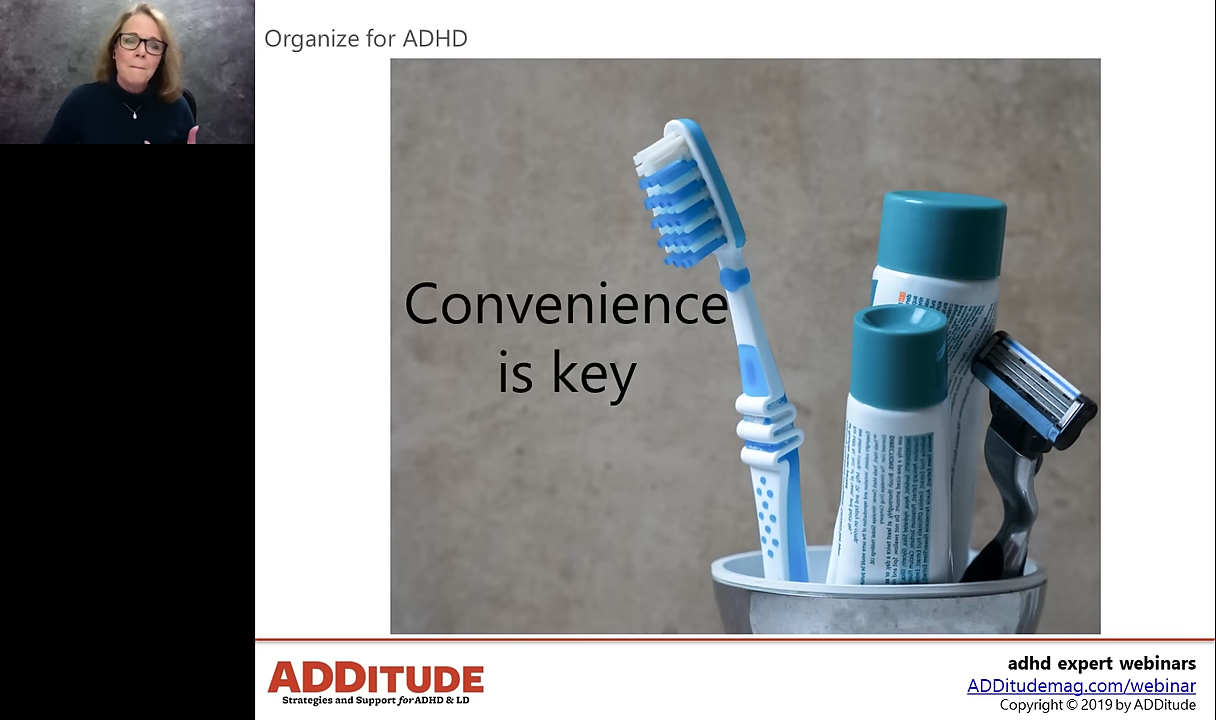 Organize for ADHD
Convenience
is key
ADDITUDE
Strategies and Support for ADHD & LD
adhd expert webinars
ADDitudemag.com/webinar
Copyright © 2019 by ADDitude